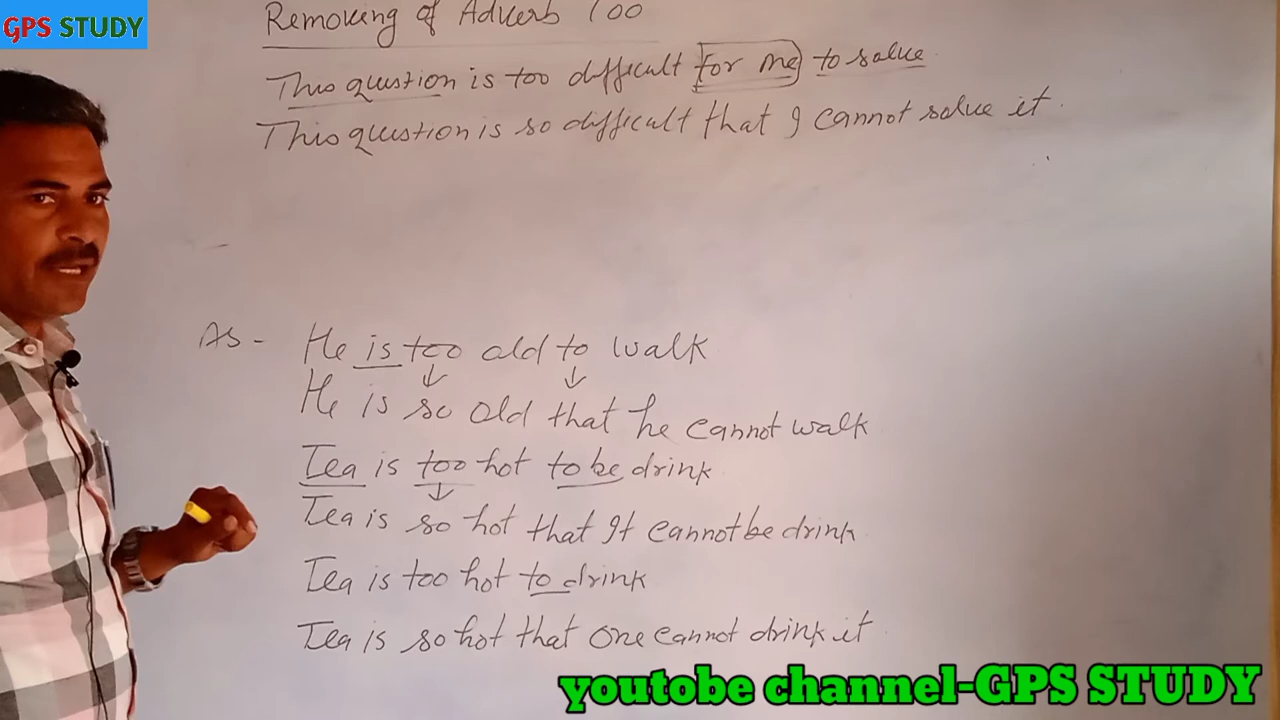 GPS STUDY
Removing of Adverb Too
This question is too difficult for me to solve
This question is so difficult that I cannot solve it.
As - He is too old to walk
He is so old that he cannot walk
Tea is too hot to be drink
Tea is so hot that It cannot be drink
Tea is too hot to drink
Tea is so hot that one cannot drink it
youtobe channel-GPS STUDY